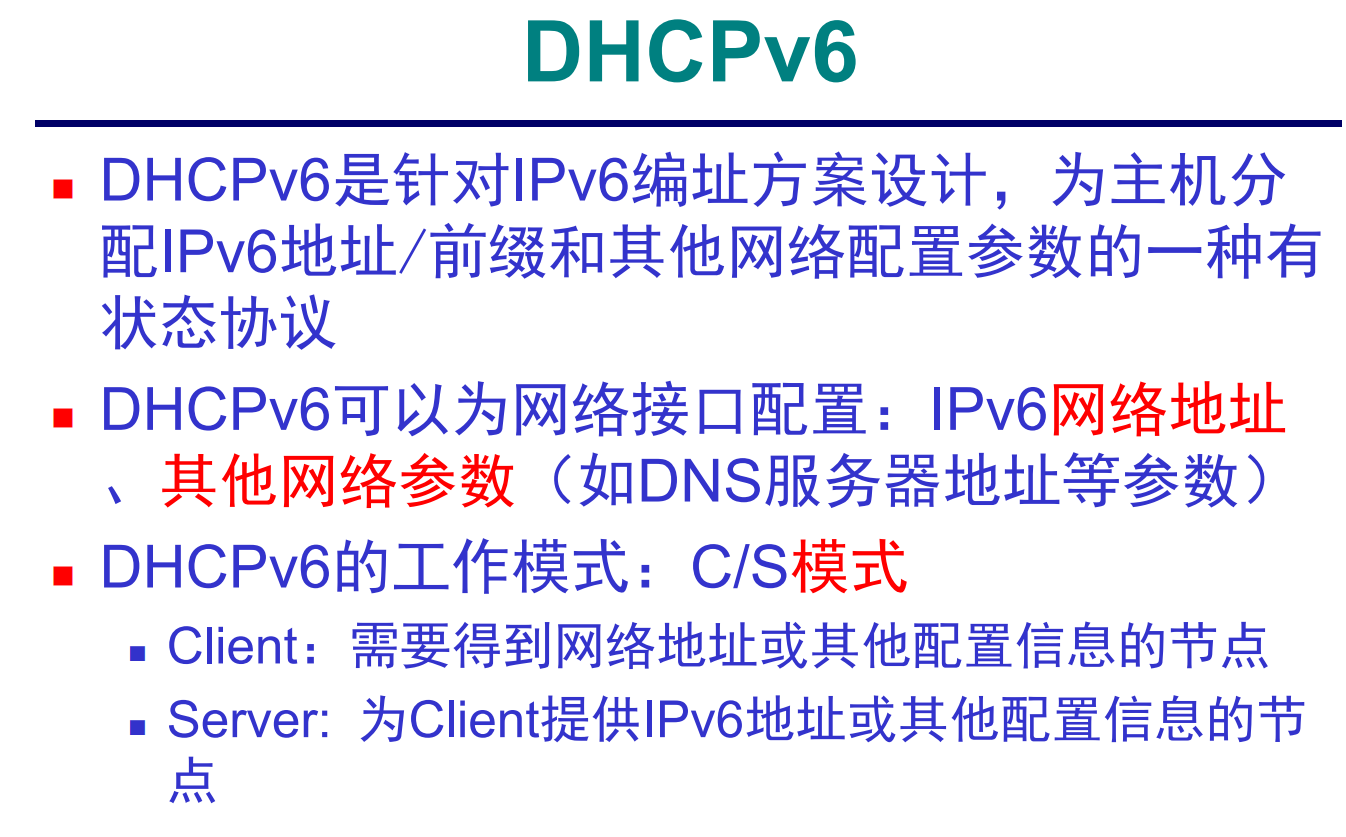 DHCPv6
DHCPv6是针对IPv6编址方案设计，为主机分
配IPv6地址/前缀和其他网络配置参数的一种有
状态协议
DHCPv6可以为网络接口配置：IPv6网络地址
、其他网络参数（如DNS服务器地址等参数）
DHCPv6的工作模式：C/S模式
Client：需要得到网络地址或其他配置信息的节点
Server: 为Client提供IPv6地址或其他配置信息的节
点